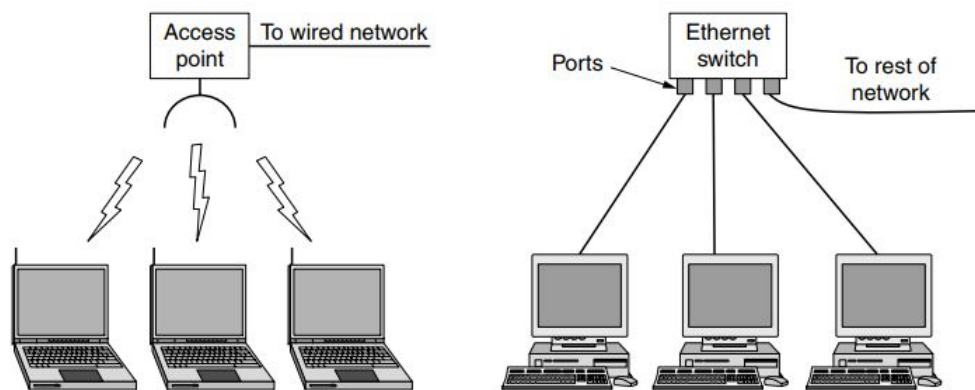 Access
point
To wired network
Ports
Ethernet
switch
To rest of
network